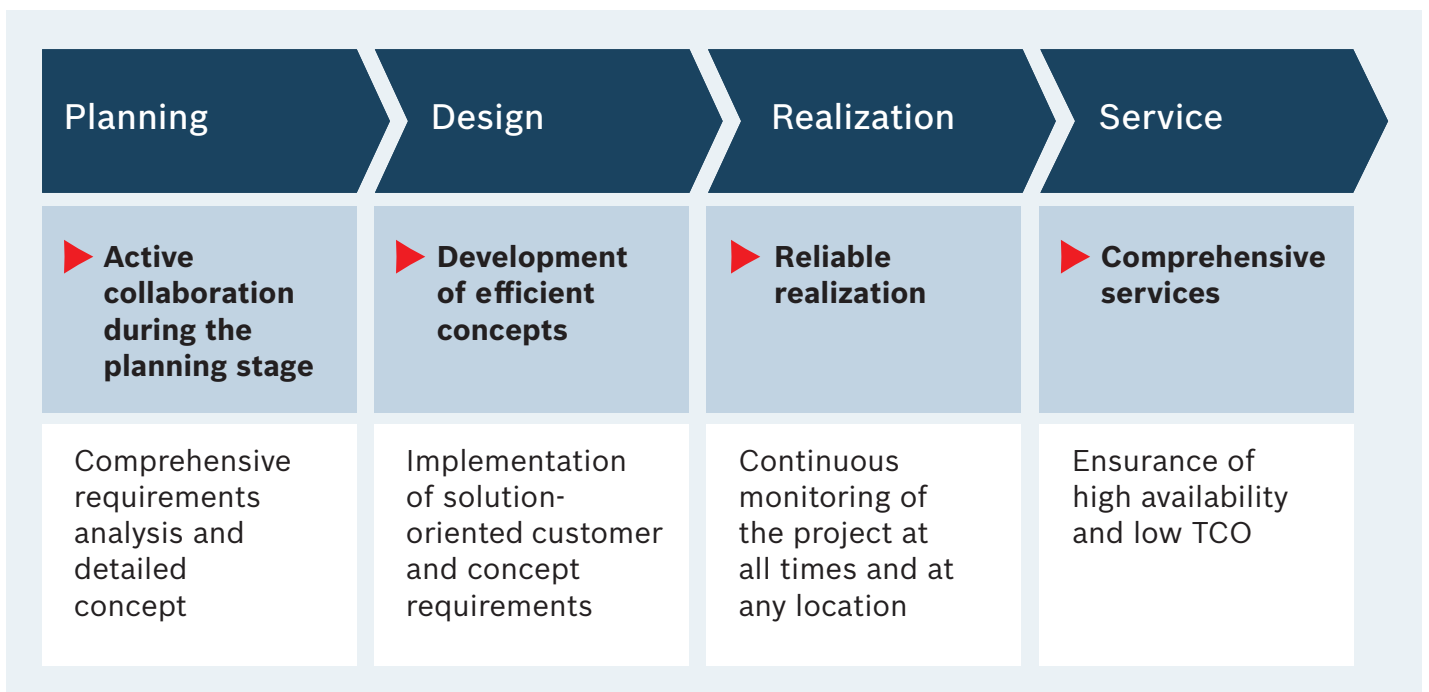 Planning
Design
Realization
Service
Active
collaboration
during the
planning stage
Development
of efficient
concepts
Reliable
realization
Comprehensive
services
Comprehensive
requirements
analysis and
detailed
concept
Implementation
of solution-
oriented customer
and concept
requirements
Continuous
monitoring of
the project at
all times and at
any location
Ensurance of
high availability
and low TCO